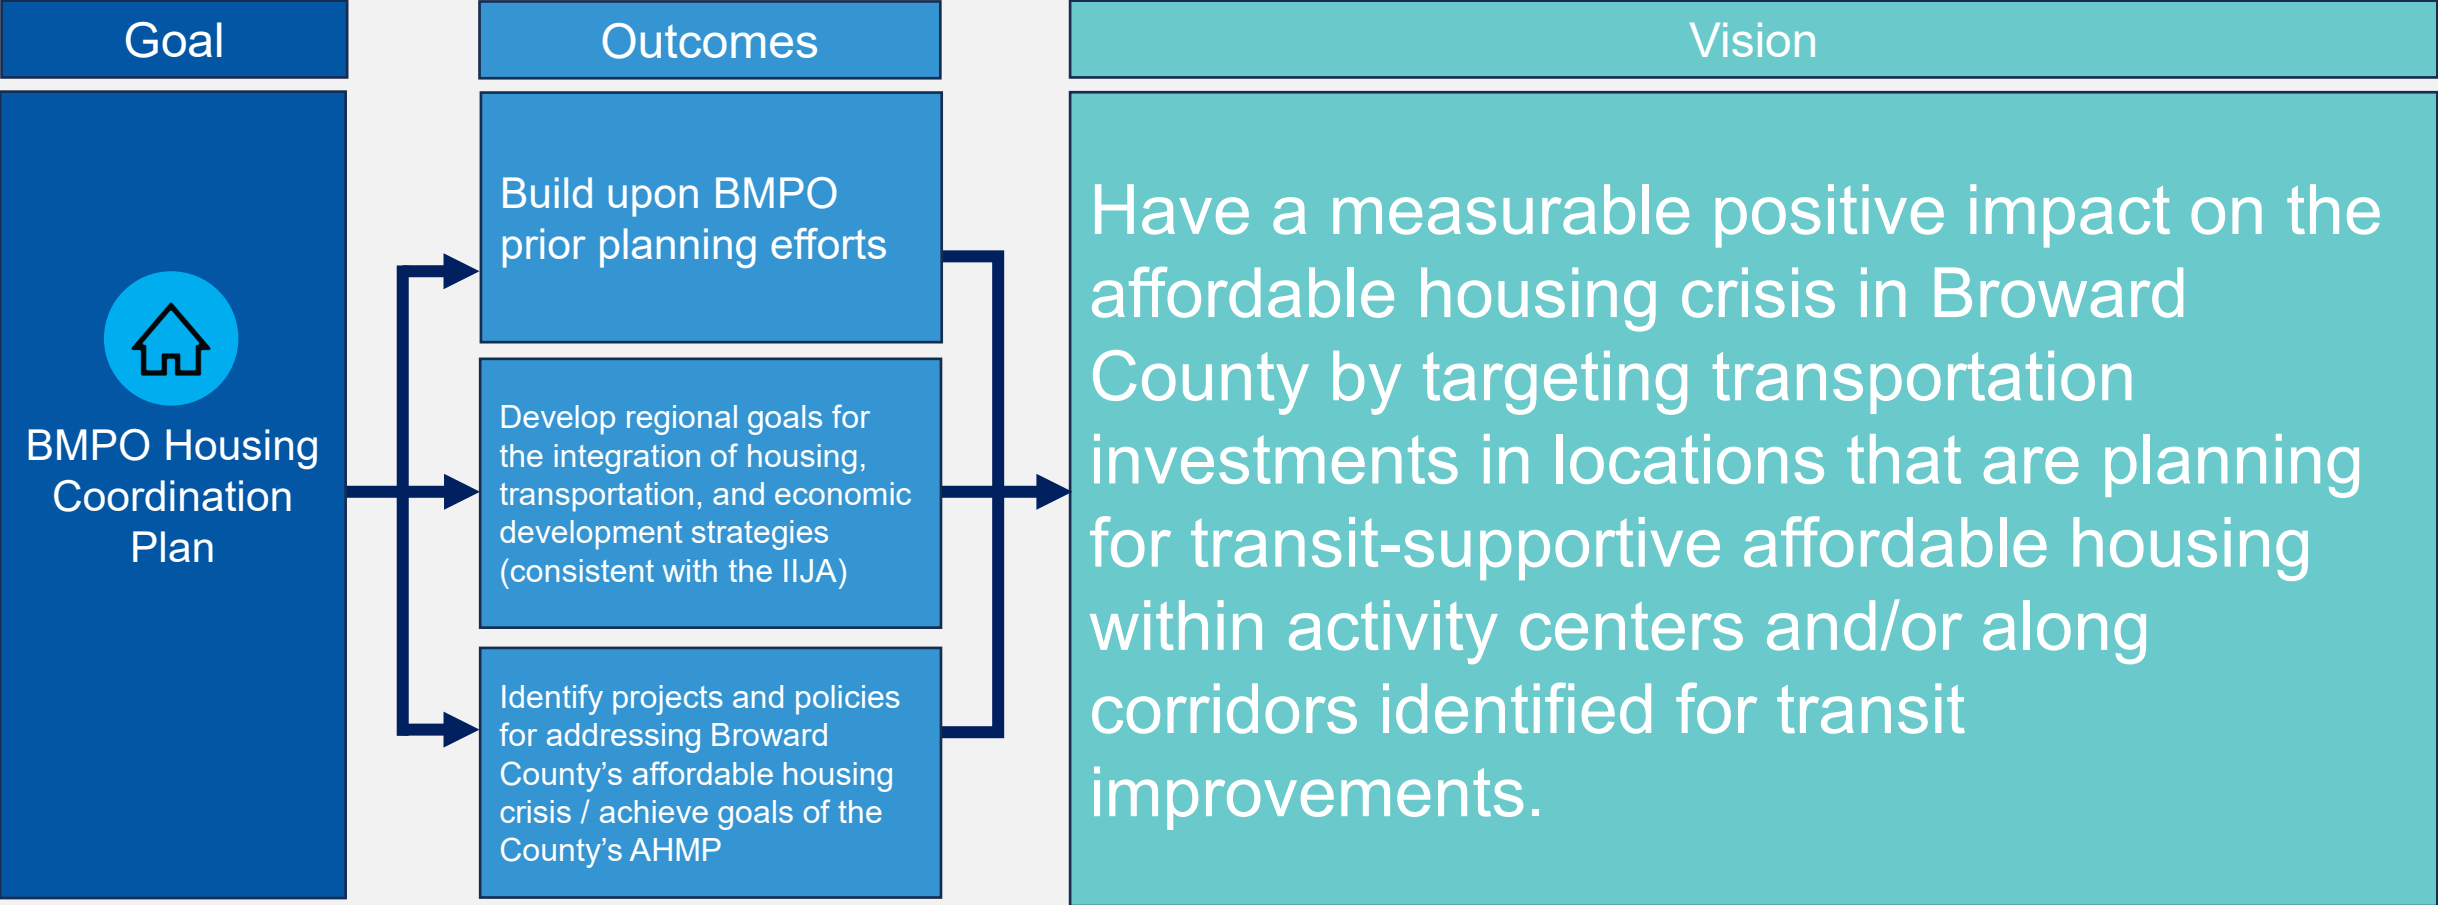 Goal
Outcomes
Vision
BMPO Housing
Coordination
Plan
Build upon BMPO
prior planning efforts
Develop regional goals for
the integration of housing,
transportation, and economic
development strategies
(consistent with the IIJA)
Identify projects and policies
for addressing Broward
County’s affordable housing
crisis / achieve goals of the
County’s AHMP
Have a measurable positive impact on the
affordable housing crisis in Broward
County by targeting transportation
investments in locations that are planning
for transit-supportive affordable housing
within activity centers and/or along
corridors identified for transit
improvements.